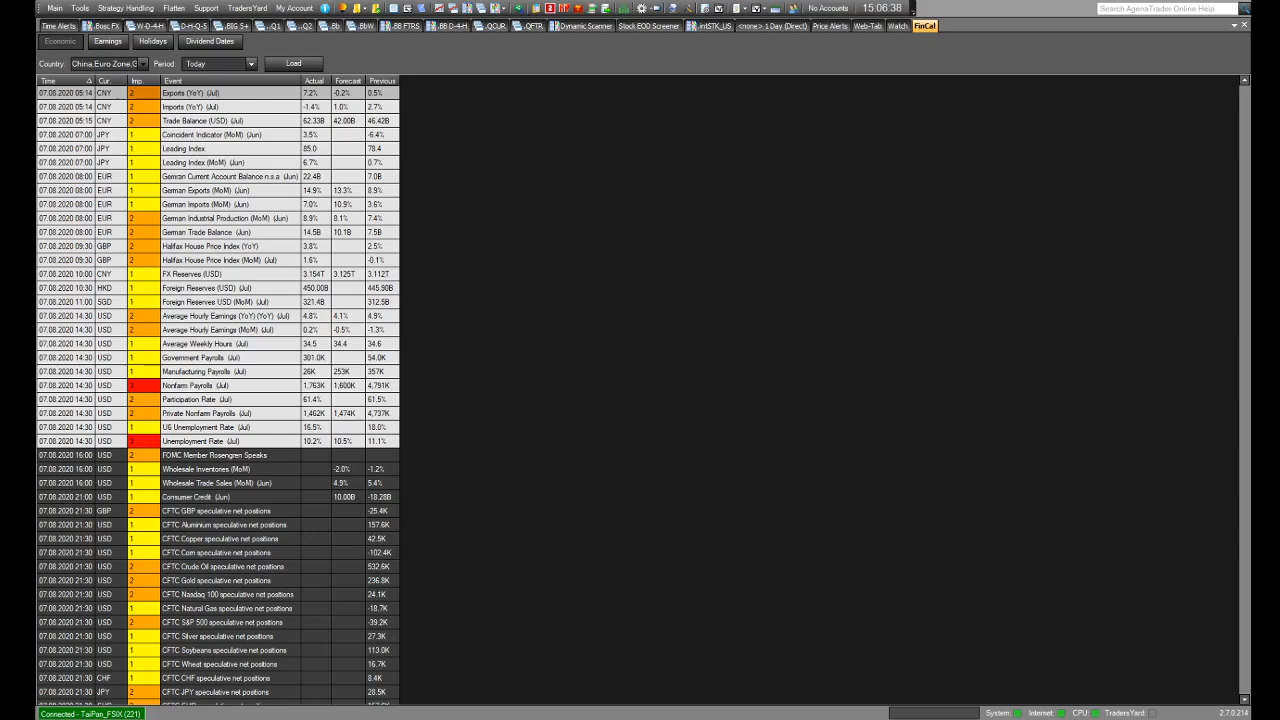 Main Tools Strategy Handling Flatten Support TradersYard My Account No Accounts 15:06:38 Search AgenaTrader Online Help
Time Alerts .Bosc FX W-D-4-H D-H-Q-5 .BIG 5+ ..Q1 ..Q2 .Bb .BbW .BB FTRS .BB D-4-H .QOUR .QFTR. Dynamic Scanner Stock EOD Screener .intSTK_US <none> 1 Day (Direct) Price Alerts Web-Tab Watch FinCal
Economic Earnings Holidays Dividend Dates
Country: China,Euro Zone,G Period: Today Load
Time Cur. Imp. Event Actual Forecast Previous
07.08.2020 05:14 CNY 2 Exports (YoY) (Jul) 7.2% -0.2% 0.5%
07.08.2020 05:14 CNY 2 Imports (YoY) (Jul) -1.4% 1.0% 2.7%
07.08.2020 05:15 CNY 2 Trade Balance (USD) (Jul) 62.33B 42.00B 46.42B
07.08.2020 07:00 JPY 1 Coincident Indicator (MoM) (Jun) 3.5% -6.4%
07.08.2020 07:00 JPY 1 Leading Index 85.0 78.4
07.08.2020 07:00 JPY 1 Leading Index (MoM) (Jun) 6.7% 0.7%
07.08.2020 08:00 EUR 1 Gemran Current Account Balance n.s.a (Jun) 22.4B 7.0B
07.08.2020 08:00 EUR 1 German Exports (MoM) (Jun) 14.9% 13.3% 8.9%
07.08.2020 08:00 EUR 1 German Imports (MoM) (Jun) 7.0% 10.9% 3.6%
07.08.2020 08:00 EUR 2 German Industrial Production (MoM) (Jun) 8.9% 8.1% 7.4%
07.08.2020 08:00 EUR 2 German Trade Balance (Jun) 14.5B 10.1B 7.5B
07.08.2020 09:30 GBP 2 Halifax House Price Index (YoY) 3.8% 2.5%
07.08.2020 09:30 GBP 2 Halifax House Price Index (MoM) (Jul) 1.6% -0.1%
07.08.2020 10:00 CNY 1 FX Reserves (USD) 3.154T 3.125T 3.112T
07.08.2020 10:30 HKD 1 Foreign Reserves (USD) (Jul) 450.00B 445.90B
07.08.2020 11:00 SGD 1 Foreign Reserves USD (MoM) (Jul) 321.4B 312.5B
07.08.2020 14:30 USD 2 Average Hourly Earnings (YoY) (YoY) (Jul) 4.8% 4.1% 4.9%
07.08.2020 14:30 USD 2 Average Hourly Earnings (MoM) (Jul) 0.2% -0.5% -1.3%
07.08.2020 14:30 USD 1 Average Weekly Hours (Jul) 34.5 34.4 34.6
07.08.2020 14:30 USD 1 Government Payrolls (Jul) 301.0K 54.0K
07.08.2020 14:30 USD 1 Manufacturing Payrolls (Jul) 26K 253K 357K
07.08.2020 14:30 USD 3 Nonfarm Payrolls (Jul) 1,763K 1,600K 4,791K
07.08.2020 14:30 USD 2 Participation Rate (Jul) 61.4% 61.5%
07.08.2020 14:30 USD 2 Private Nonfarm Payrolls (Jul) 1,462K 1,474K 4,737K
07.08.2020 14:30 USD 1 U6 Unemployment Rate (Jul) 16.5% 18.0%
07.08.2020 14:30 USD 3 Unemployment Rate (Jul) 10.2% 10.5% 11.1%
07.08.2020 16:00 USD 2 FOMC Member Rosengren Speaks
07.08.2020 16:00 USD 1 Wholesale Inventories (MoM) -2.0% -1.2%
07.08.2020 16:00 USD 1 Wholesale Trade Sales (MoM) (Jun) 4.9% 5.4%
07.08.2020 21:00 USD 1 Consumer Credit (Jun) 10.00B -18.28B
07.08.2020 21:30 GBP 2 CFTC GBP speculative net positions -25.4K
07.08.2020 21:30 USD 1 CFTC Aluminium speculative net positions 157.6K
07.08.2020 21:30 USD 1 CFTC Copper speculative net positions 42.5K
07.08.2020 21:30 USD 1 CFTC Corn speculative net positions -102.4K
07.08.2020 21:30 USD 2 CFTC Crude Oil speculative net positions 532.6K
07.08.2020 21:30 USD 2 CFTC Gold speculative net positions 236.8K
07.08.2020 21:30 USD 2 CFTC Nasdaq 100 speculative net positions 24.1K
07.08.2020 21:30 USD 1 CFTC Natural Gas speculative net positions -18.7K
07.08.2020 21:30 USD 2 CFTC S&P 500 speculative net positions -39.2K
07.08.2020 21:30 USD 1 CFTC Silver speculative net positions 27.3K
07.08.2020 21:30 USD 1 CFTC Soybeans speculative net positions 113.0K
07.08.2020 21:30 USD 1 CFTC Wheat speculative net positions 16.7K
07.08.2020 21:30 CHF 1 CFTC CHF speculative net positions 8.4K
07.08.2020 21:30 JPY 2 CFTC JPY speculative net positions 28.5K
Connected - TaiPan_FSIX (221) System: Internet: CPU: TradersYard 2.7.0.214